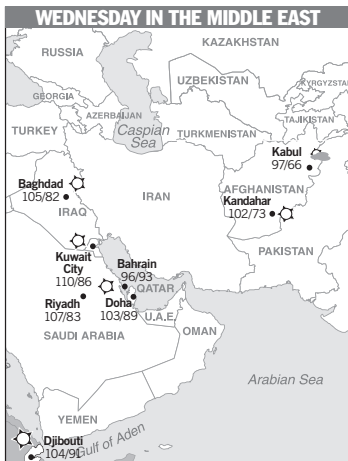 WEDNESDAY IN THE MIDDLE EAST
KAZAKHSTAN
RUSSIA
UZBEKISTAN
KYRGYZSTAN
GEORGIA
AZERBAIJAN
TAJIKISTAN
TURKEY
Caspian
Sea
TURKMENISTAN
Kabul
97/66
Baghdad
105/82
IRAQ
IRAN
AFGHANISTAN
Kandahar
102/73
PAKISTAN
Kuwait
City
110/86
Bahrain
96/93
QATAR
Riyadh
107/83
Doha
103/89
U.A.E.
SAUDI ARABIA
OMAN
Arabian Sea
YEMEN
Djibouti
104/91
Gulf of Aden